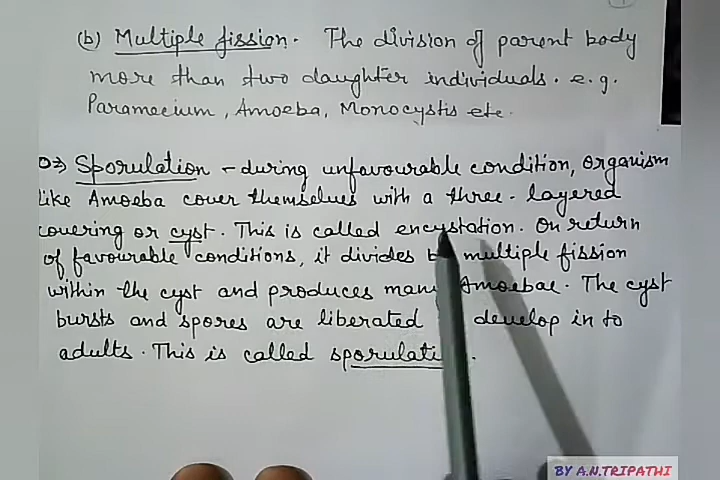 (b) Multiple fission. The division of parent body
more than two daughter individuals. e.g.
Paramecium, Amoeba, Monocystis etc.
Sporulation - during unfavourable condition, organism
like Amoeba cover themselves with a three-layered
covering or cyst. This is called encystation. On return
of favourable conditions, it divides multiple fission
within the cyst and produces many Amoebae. The cyst
bursts and spores are liberated develop in to
adults. This is called sporulati
BY A.N.TRIPATHI